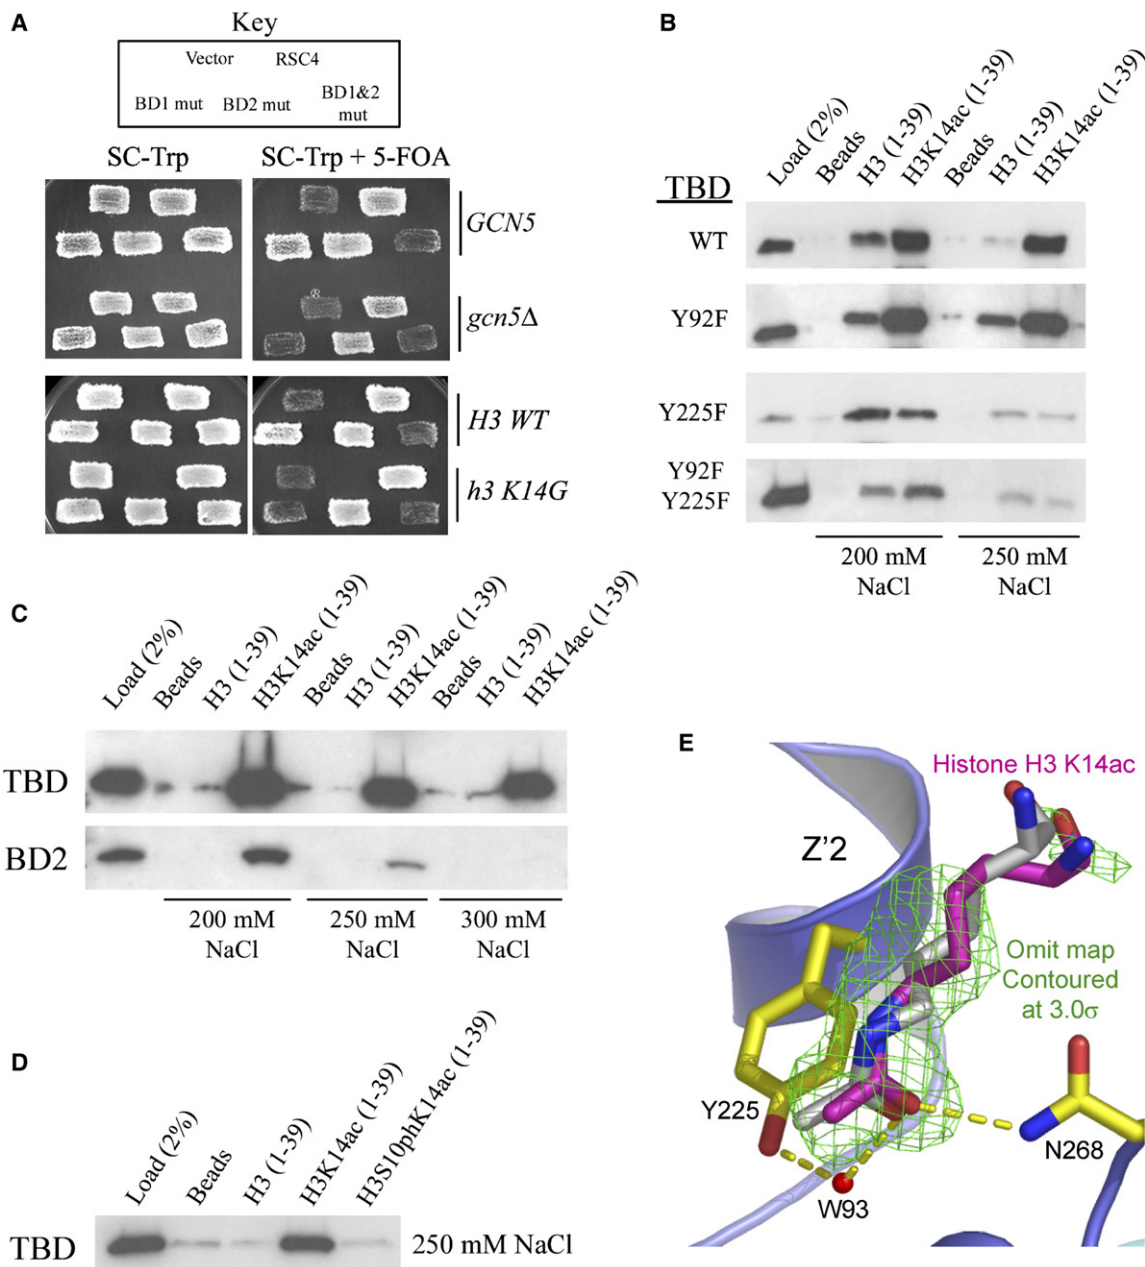 A
Key
Vector RSC4
BD1 mut BD2 mut BD1&2 mut
SC-Trp SC-Trp + 5-FOA
GCN5
gcn5Δ
H3 WT
h3 K14G
B
TBD
Load (2%)
Beads
H3 (1-39)
H3K14ac (1-39)
Beads
H3 (1-39)
H3K14ac (1-39)
WT
Y92F
Y225F
Y92F
Y225F
200 mM NaCl
250 mM NaCl
C
Load (2%)
Beads
H3 (1-39)
H3K14ac (1-39)
Beads
H3 (1-39)
H3K14ac (1-39)
Beads
H3 (1-39)
H3K14ac (1-39)
TBD
BD2
200 mM NaCl
250 mM NaCl
300 mM NaCl
D
Load (2%)
Beads
H3 (1-39)
H3K14ac (1-39)
H3S10phK14ac (1-39)
TBD
250 mM NaCl
E
Histone H3 K14ac
Z'2
Omit map
Contoured
at 3.0σ
Y225
N268
W93